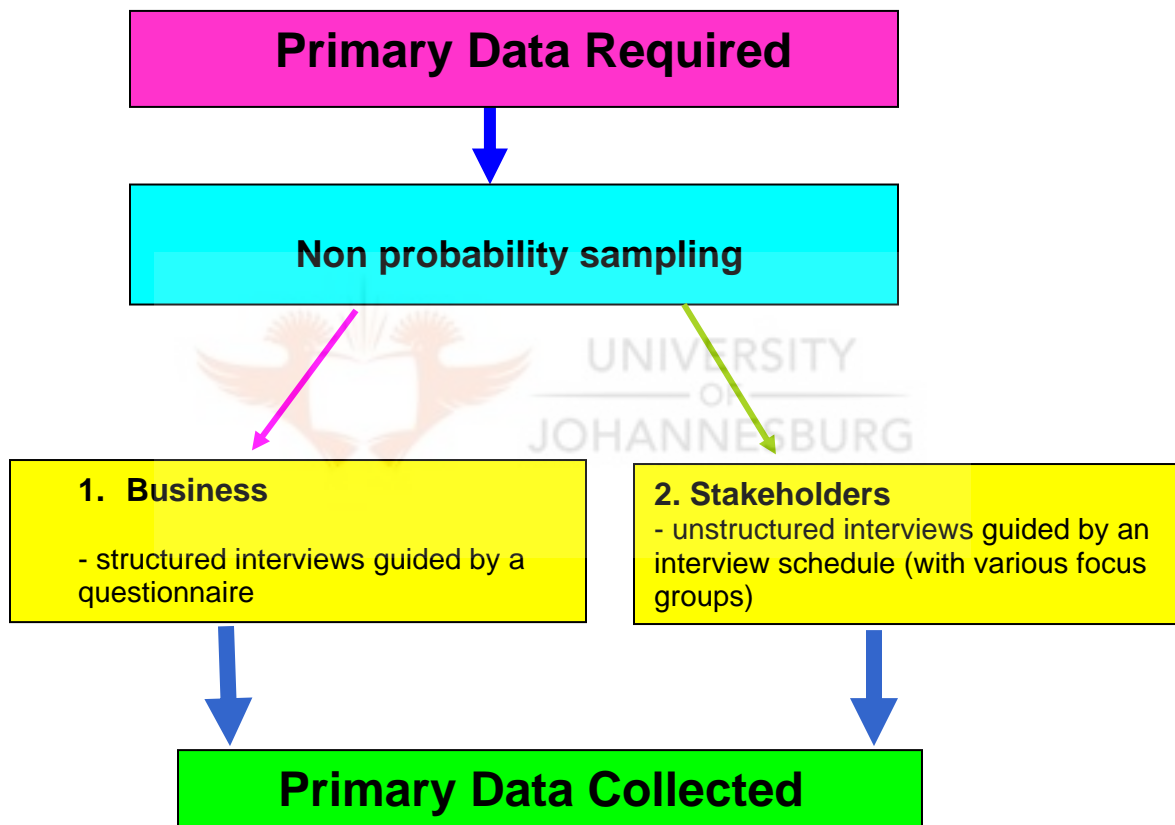 Primary Data Required
Non probability sampling
UNIVERSITY
OF
JOHANNESBURG
1. Business
- structured interviews guided by a
questionnaire
2. Stakeholders
- unstructured interviews guided by an
interview schedule (with various focus
groups)
Primary Data Collected